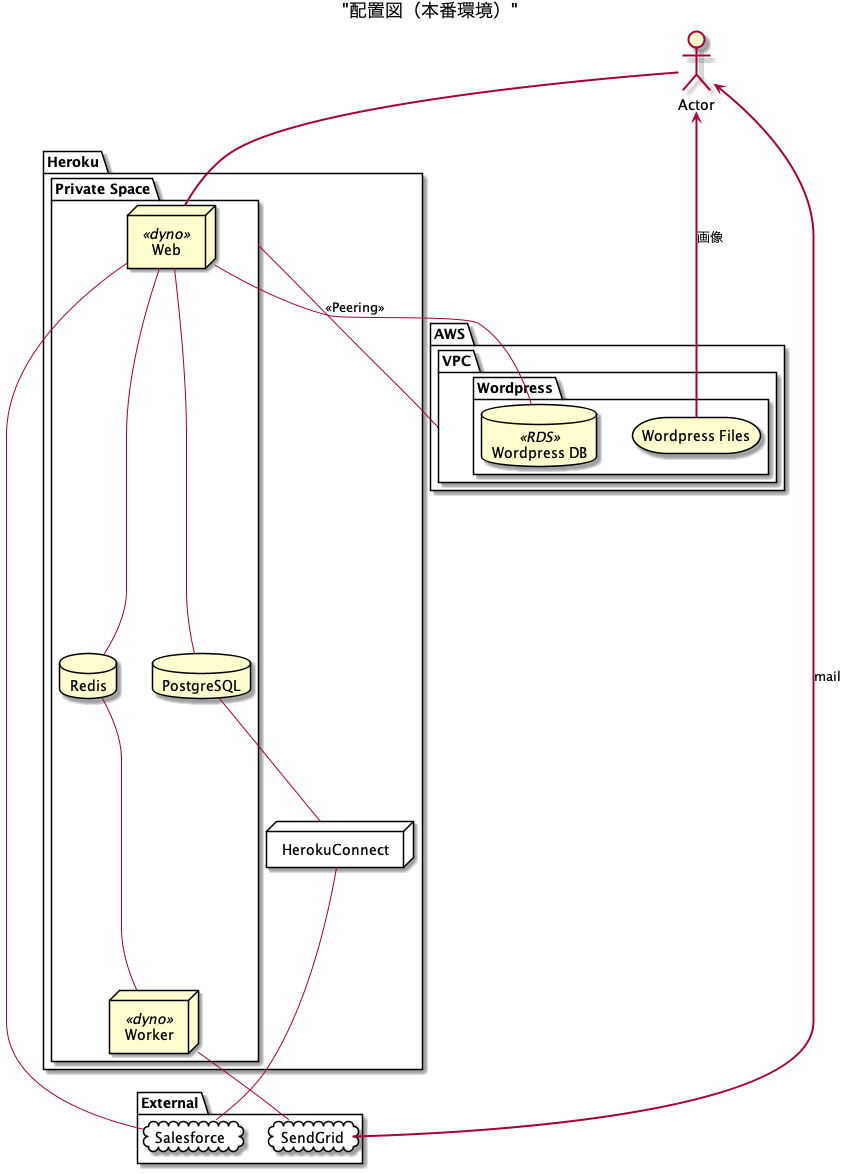 "配置図（本番環境）"
Actor
Heroku
Private Space
«dyno»
Web
画像
«Peering»
AWS
VPC
Wordpress
«RDS»
Wordpress DB
Wordpress Files
mail
Redis
PostgreSQL
HerokuConnect
«dyno»
Worker
External
Salesforce
SendGrid